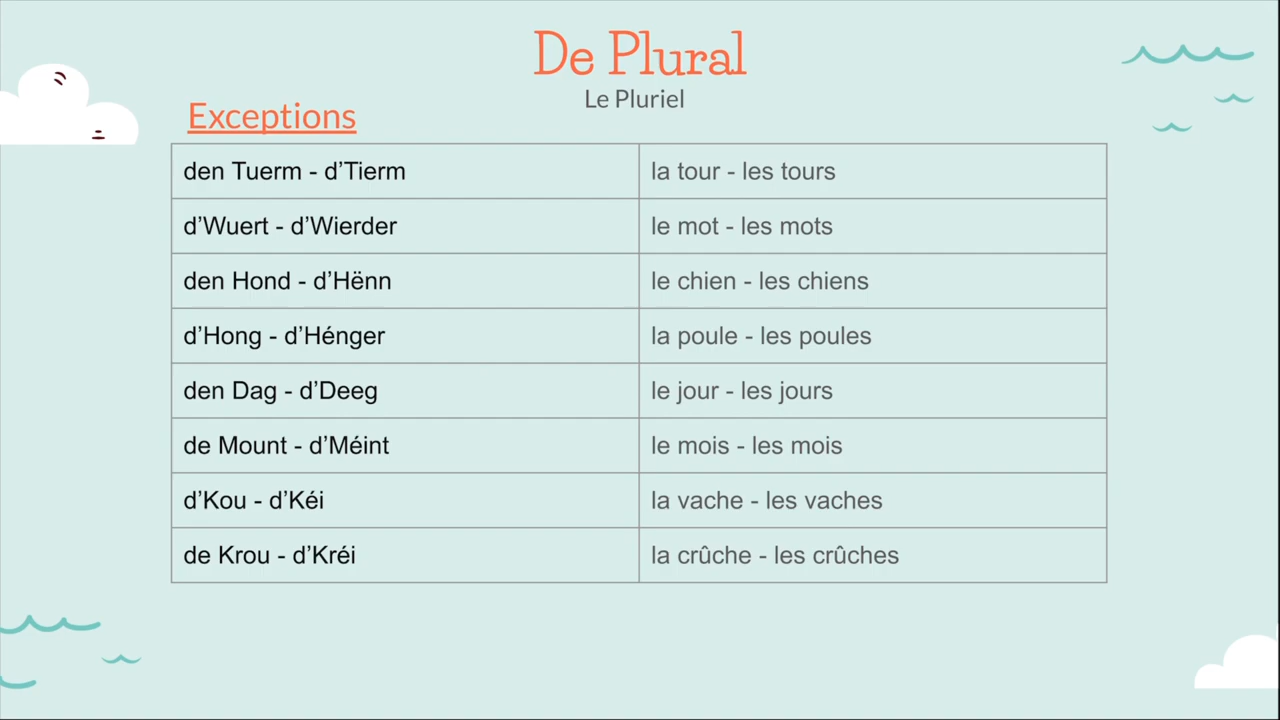 De Plural
Le Pluriel
Exceptions
den Tuerm - d’Tierm la tour - les tours
d’Wuert - d’Wierder le mot - les mots
den Hond - d’Hënn le chien - les chiens
d’Hong - d’Hénger la poule - les poules
den Dag - d’Deeg le jour - les jours
de Mount - d’Méint le mois - les mois
d’Kou - d’Kéi la vache - les vaches
de Krou - d’Kréi la crûche - les crûches